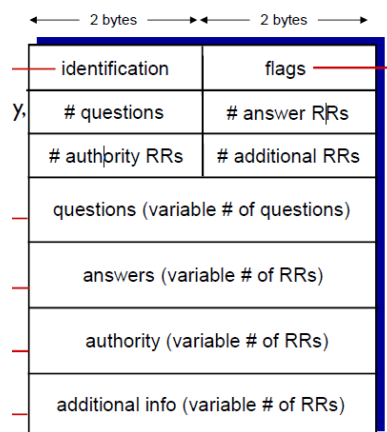 2 bytes 2 bytes
identification flags
y, # questions # answer RRs
# authority RRs # additional RRs
questions (variable # of questions)
answers (variable # of RRs)
authority (variable # of RRs)
additional info (variable # of RRs)